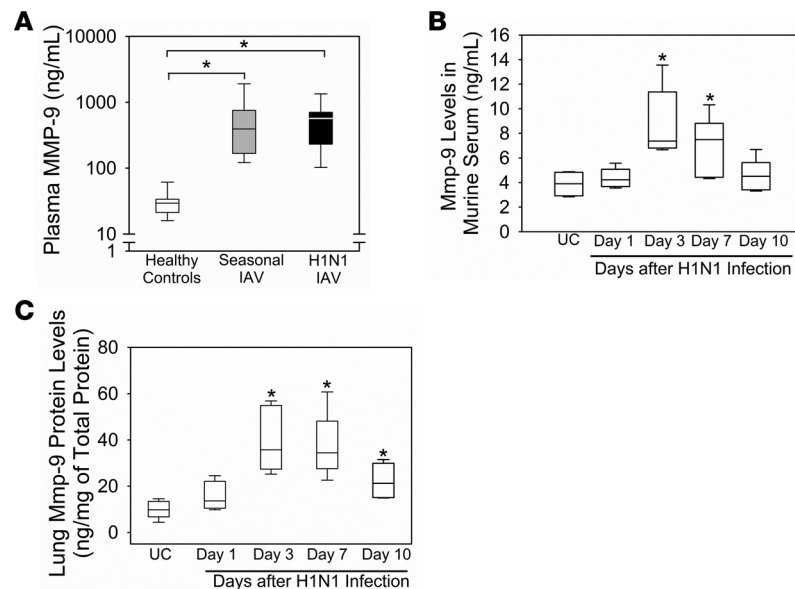 A
Plasma MMP-9 (ng/mL)
10000
1000
100
10
1
*
*
Healthy
Controls
Seasonal
IAV
H1N1
IAV
B
Mmp-9 Levels in
Murine Serum (ng/mL)
16
14
12
10
8
6
4
2
0
*
*
UC
Day 1
Day 3
Day 7
Day 10
Days after H1N1 Infection
C
Lung Mmp-9 Protein Levels
(ng/mg of Total Protein)
80
60
40
20
0
*
*
*
UC
Day 1
Day 3
Day 7
Day 10
Days after H1N1 Infection